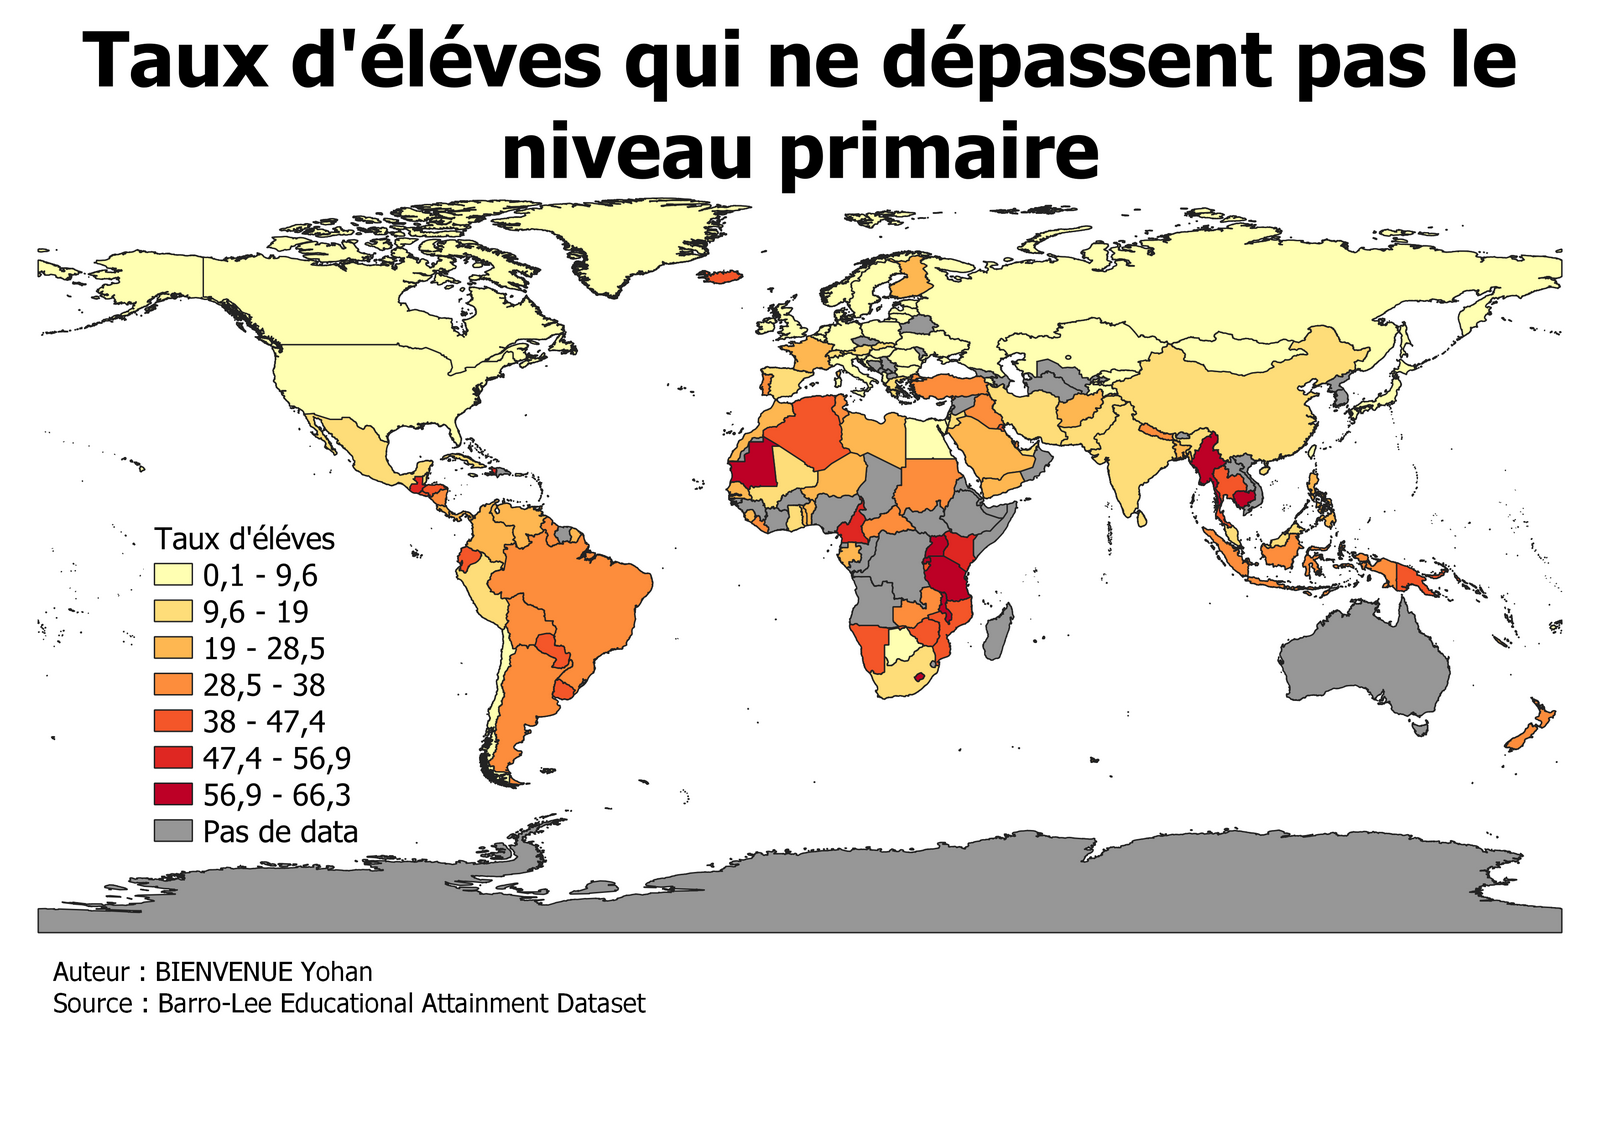 Taux d'éléves qui ne dépassent pas le
niveau primaire
Taux d'éléves
0,1 - 9,6
9,6 - 19
19 - 28,5
28,5 - 38
38 - 47,4
47,4 - 56,9
56,9 - 66,3
Pas de data
Auteur : BIENVENUE Yohan
Source : Barro-Lee Educational Attainment Dataset